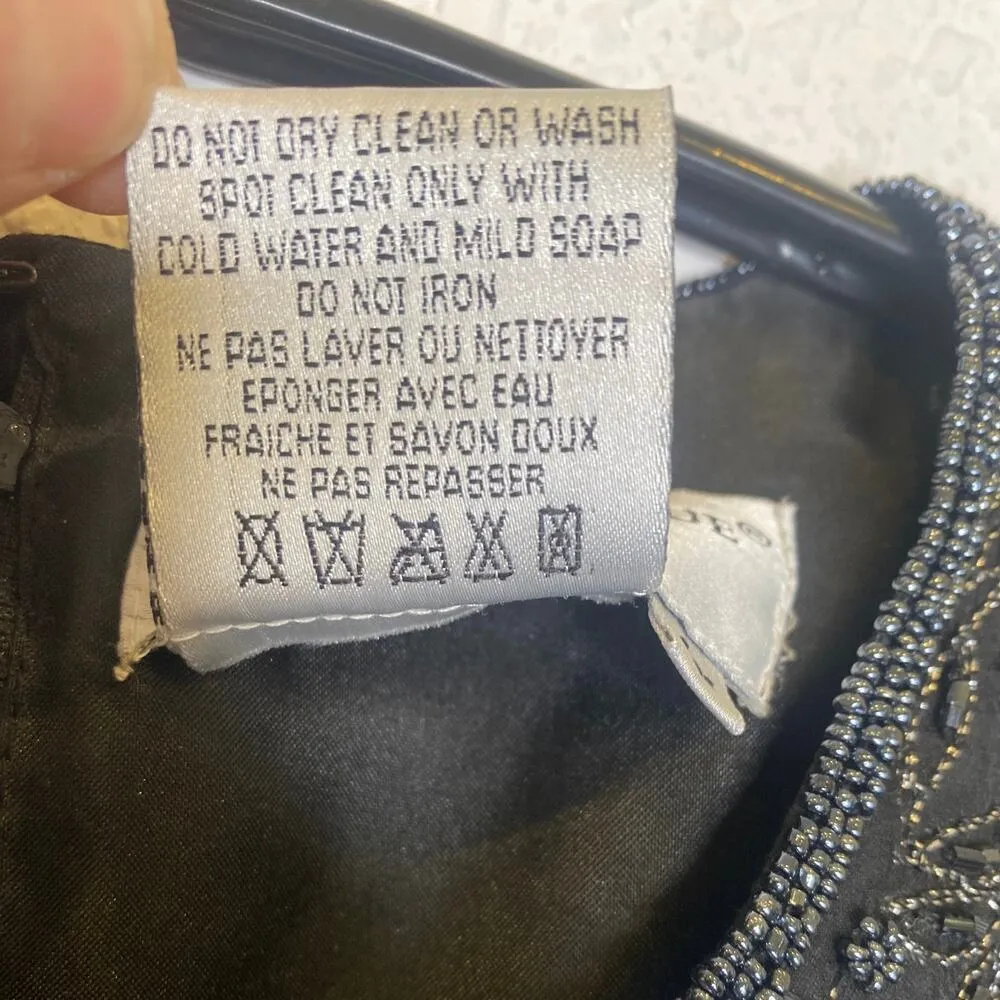 DO NOT DRY CLEAN OR WASH
SPOT CLEAN ONLY WITH
COLD WATER AND MILD SOAP
DO NOT IRON
NE PAS LAVER OU NETTOYER
EPONGER AVEC EAU
FRAICHE ET SAVON DOUX
NE PAS REPASSER